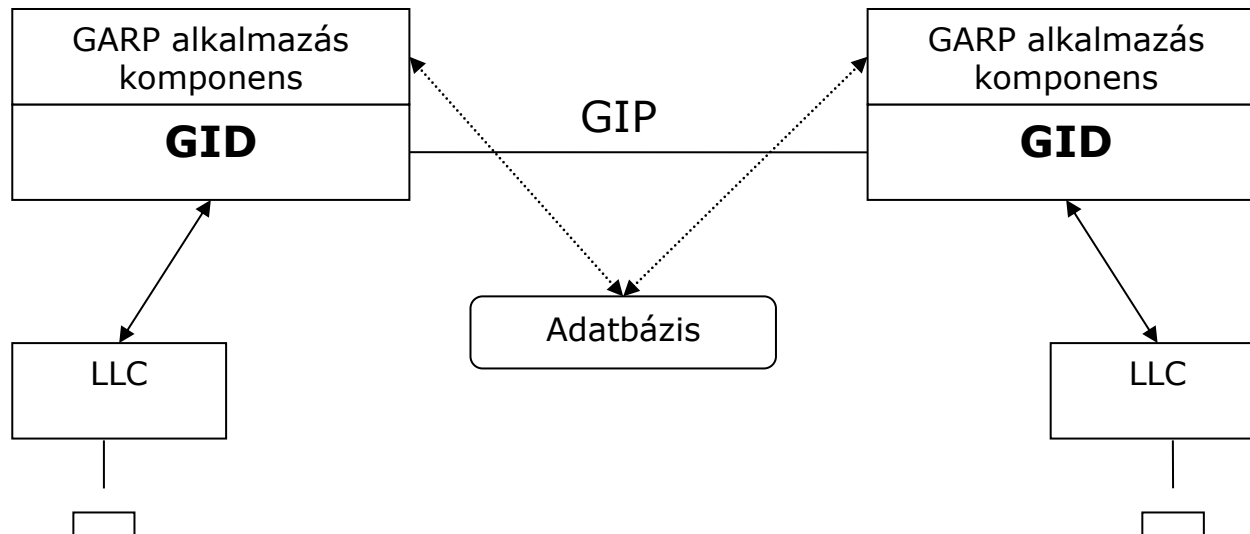 GARP alkalmazás
komponens
GID
GIP
GARP alkalmazás
komponens
GID
Adatbázis
LLC
LLC